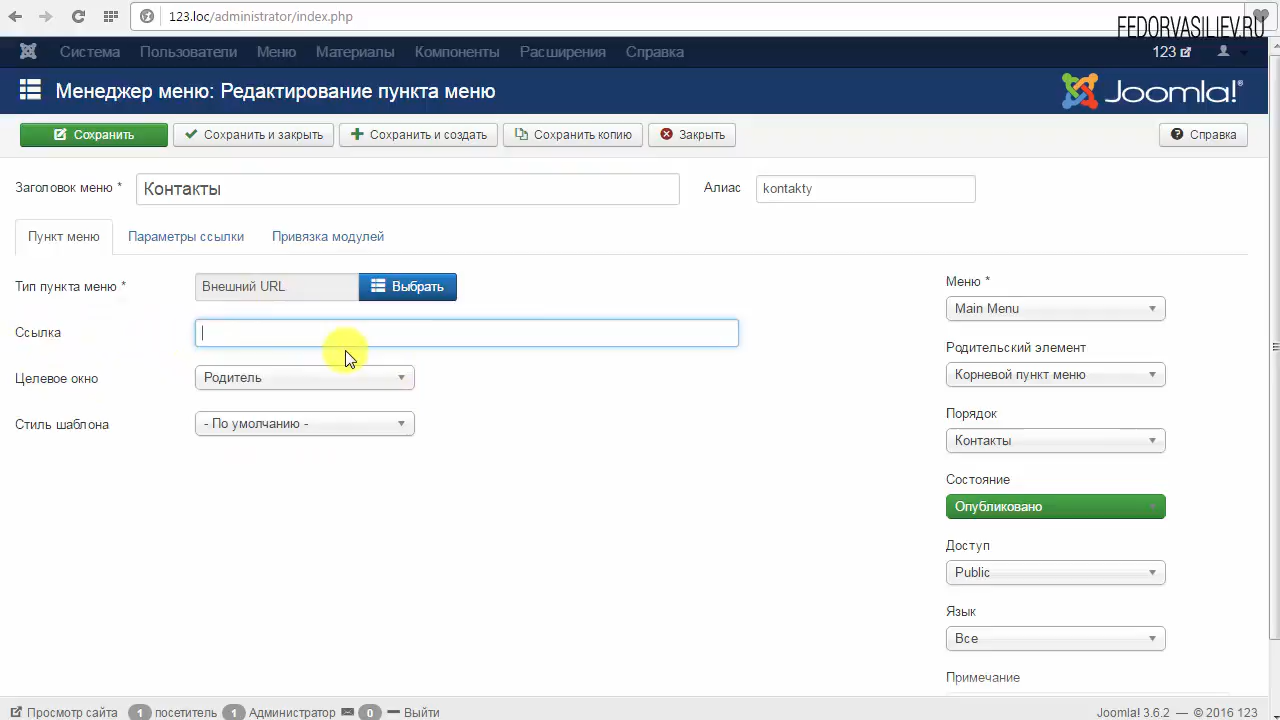 123.loc/administrator/index.php
FEDORVASILIEV.RU
Система Пользователи Меню Материалы Компоненты Расширения Справка 123
Менеджер меню: Редактирование пункта меню Joomla!®
Сохранить Сохранить и закрыть Сохранить и создать Сохранить копию Закрыть Справка
Заголовок меню * Контакты Алиас kontakty
Пункт меню Параметры ссылки Привязка модулей
Тип пункта меню * Внешний URL Выбрать
Ссылка
Целевое окно Родитель
Стиль шаблона - По умолчанию -
Меню *
Main Menu
Родительский элемент
Корневой пункт меню
Порядок
Контакты
Состояние
Опубликовано
Доступ
Public
Язык
Все
Примечание
Просмотр сайта 1 посетитель 1 Администратор 0 Выйти Joomla! 3.6.2 — © 2016 123